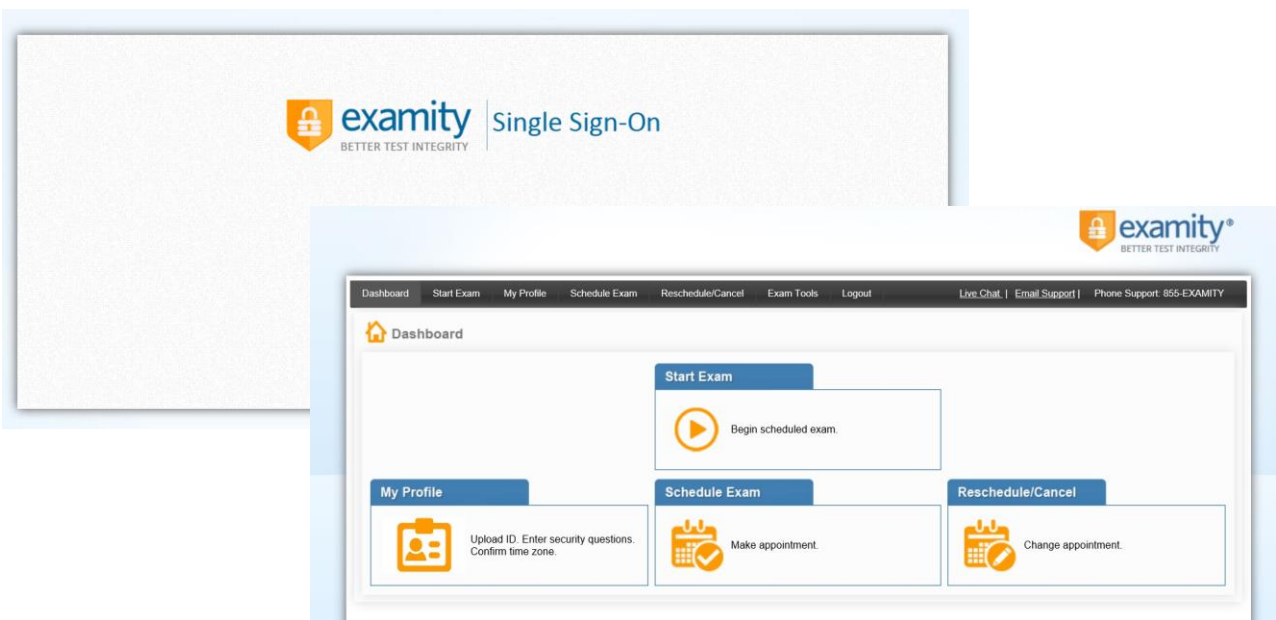 examity
BETTER TEST INTEGRITY
Single Sign-On
examity®
BETTER TEST INTEGRITY
Dashboard Start Exam My Profile Schedule Exam Reschedule/Cancel Exam Tools Logout Live Chat | Email Support | Phone Support: 855-EXAMITY
Dashboard
Start Exam
Begin scheduled exam.
My Profile
Upload ID. Enter security questions.
Confirm time zone.
Schedule Exam
Make appointment.
Reschedule/Cancel
Change appointment.